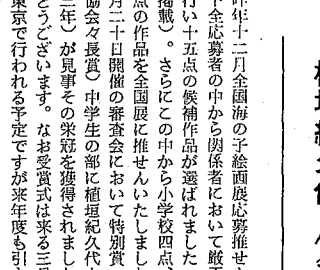 昨年十二月全国海の子絵画展応募推せ
下全応募者の中から関係者において厳正
行い十五点の候補作品が選ばれました
掲載）。さらにこの中から小学校四点、
点の作品を全国展に推せんいたしまし
月二十日開催の審査会において特別賞
協会々長賞）中学生の部に植垣紀久代
三年）が見事その栄冠を獲得されまし
とうございます。なお受賞式は来る三
東京で行われる予定ですが来年度も引